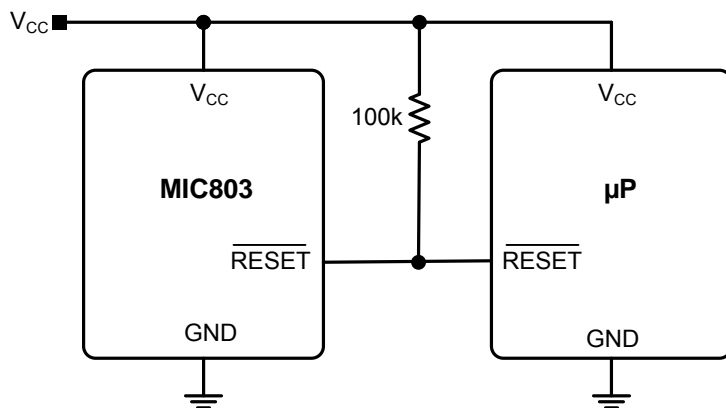 VCC
VCC
100k
VCC
MIC803
µP
RESET
RESET
GND
GND